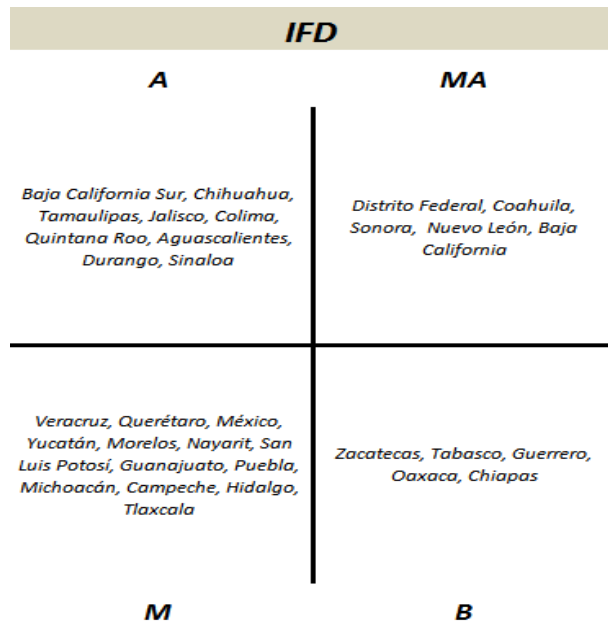 IFD
A
MA
Baja California Sur, Chihuahua,
Tamaulipas, Jalisco, Colima,
Quintana Roo, Aguascalientes,
Durango, Sinaloa
Distrito Federal, Coahuila,
Sonora, Nuevo León, Baja
California
Veracruz, Querétaro, México,
Yucatán, Morelos, Nayarit, San
Luis Potosí, Guanajuato, Puebla,
Michoacán, Campeche, Hidalgo,
Tlaxcala
Zacatecas, Tabasco, Guerrero,
Oaxaca, Chiapas
M
B